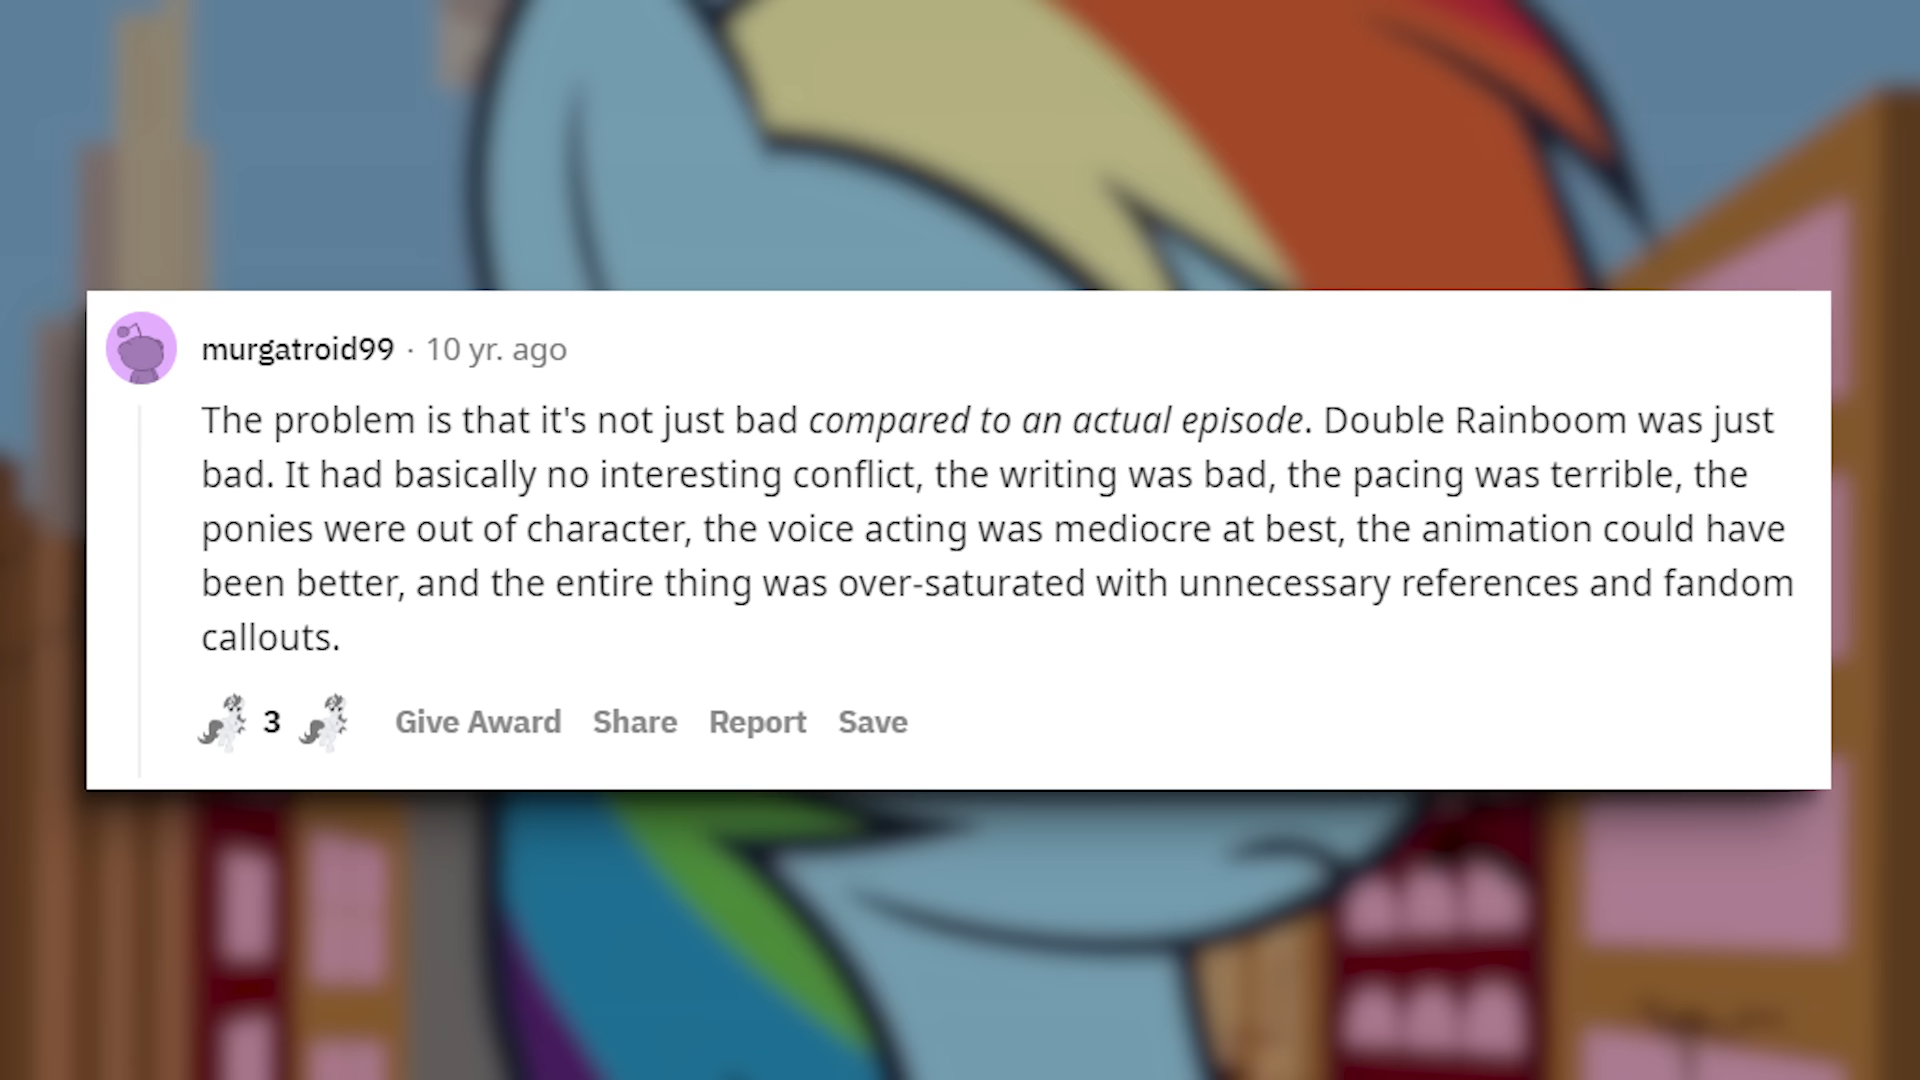 murgatroid99 · 10 yr. ago
The problem is that it's not just bad compared to an actual episode. Double Rainboom was just
bad. It had basically no interesting conflict, the writing was bad, the pacing was terrible, the
ponies were out of character, the voice acting was mediocre at best, the animation could have
been better, and the entire thing was over-saturated with unnecessary references and fandom
callouts.
3 Give Award Share Report Save